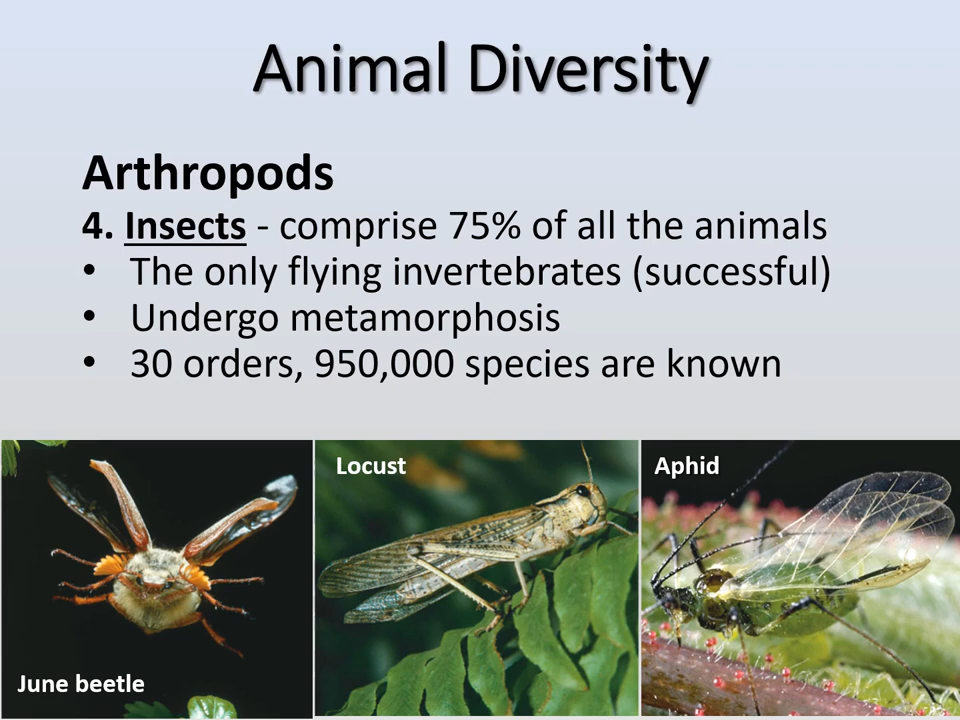 Animal Diversity
Arthropods
4. Insects - comprise 75% of all the animals
• The only flying invertebrates (successful)
• Undergo metamorphosis
• 30 orders, 950,000 species are known
Locust
Aphid
June beetle